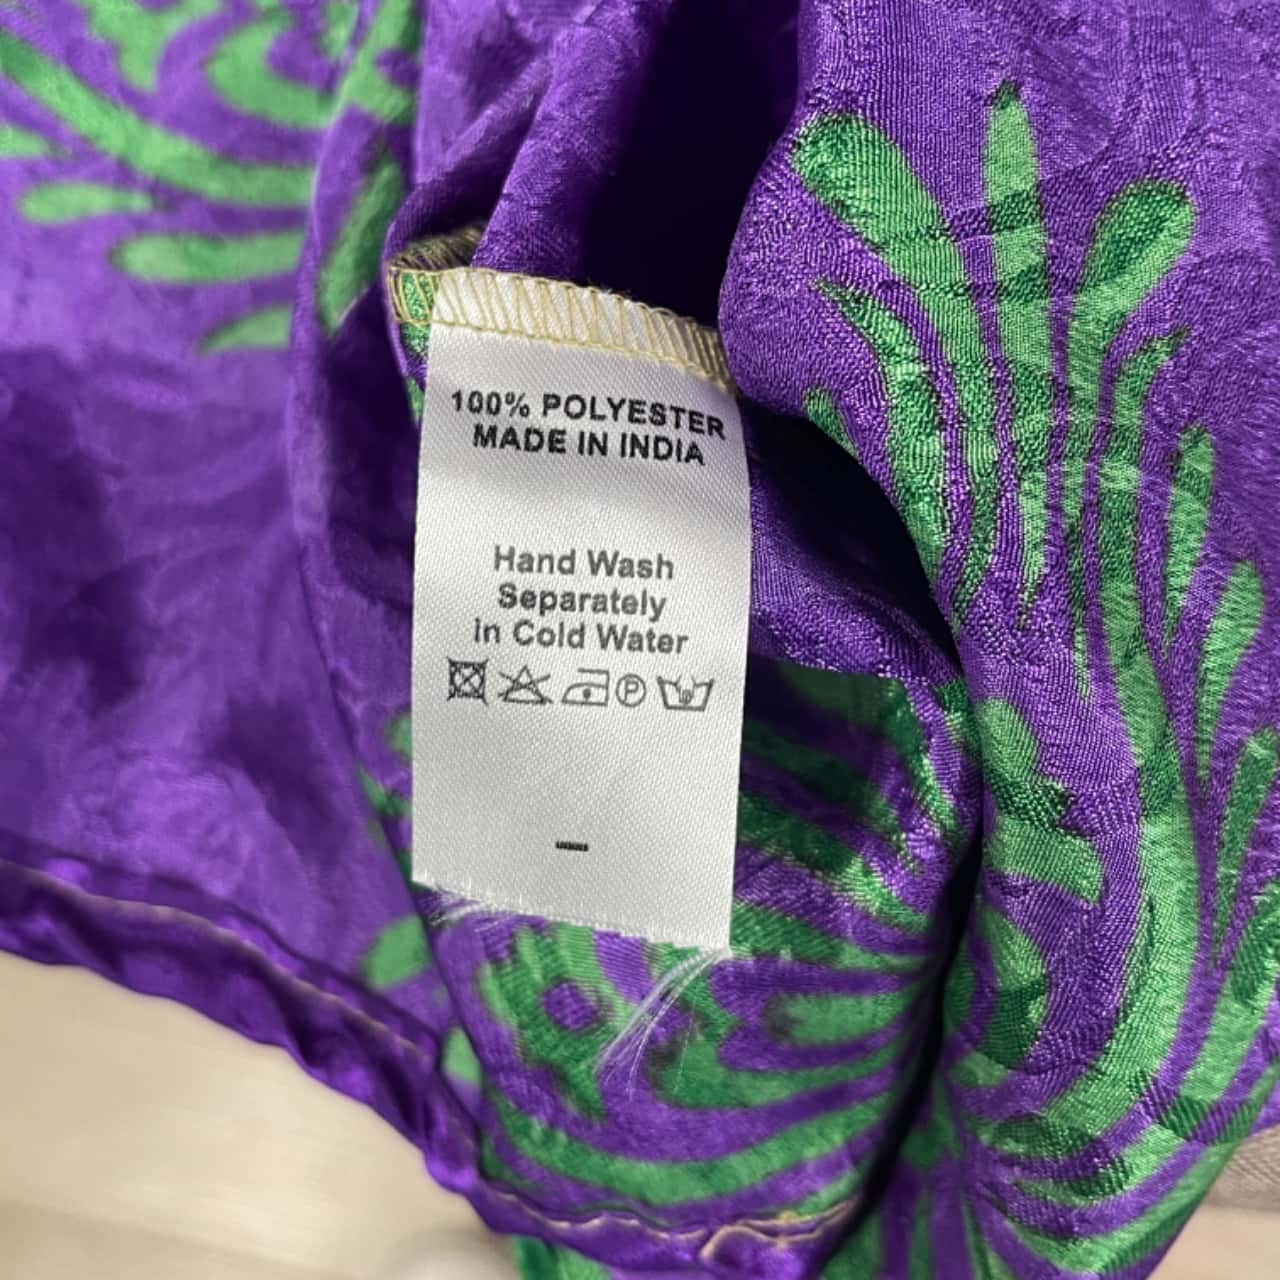 100% POLYESTER
MADE IN INDIA
Hand Wash
Separately
in Cold Water
P